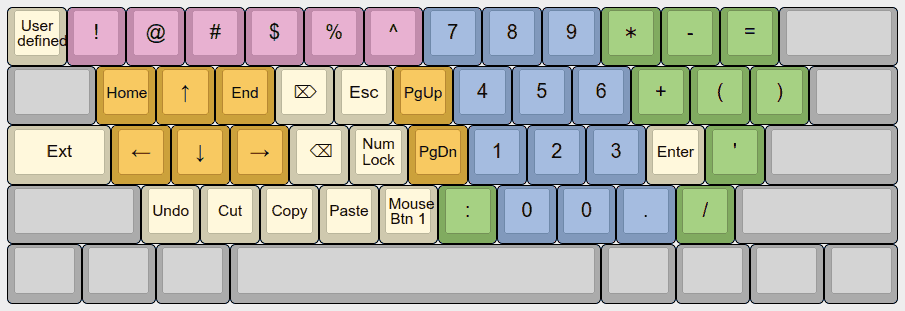 User defined ! @ # $ % ^ 7 8 9 * - =
Home ↑ End ⌦ Esc PgUp 4 5 6 + ( )
Ext ← ↓ → ⌫ Num Lock PgDn 1 2 3 Enter '
Undo Cut Copy Paste Mouse Btn 1 : 0 0 . /